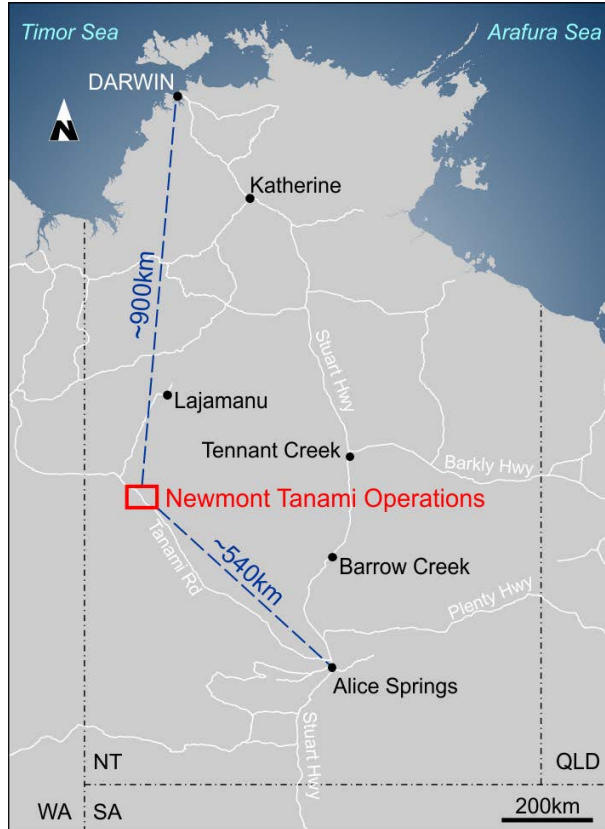 Timor Sea
Arafura Sea
DARWIN
N
Katherine
~900km
Stuart Hwy
Lajamanu
Tennant Creek
Barkly Hwy
Newmont Tanami Operations
Tanami Rd
~540km
Barrow Creek
Plenty Hwy
Alice Springs
Stuart Hwy
NT
QLD
WA
SA
200km